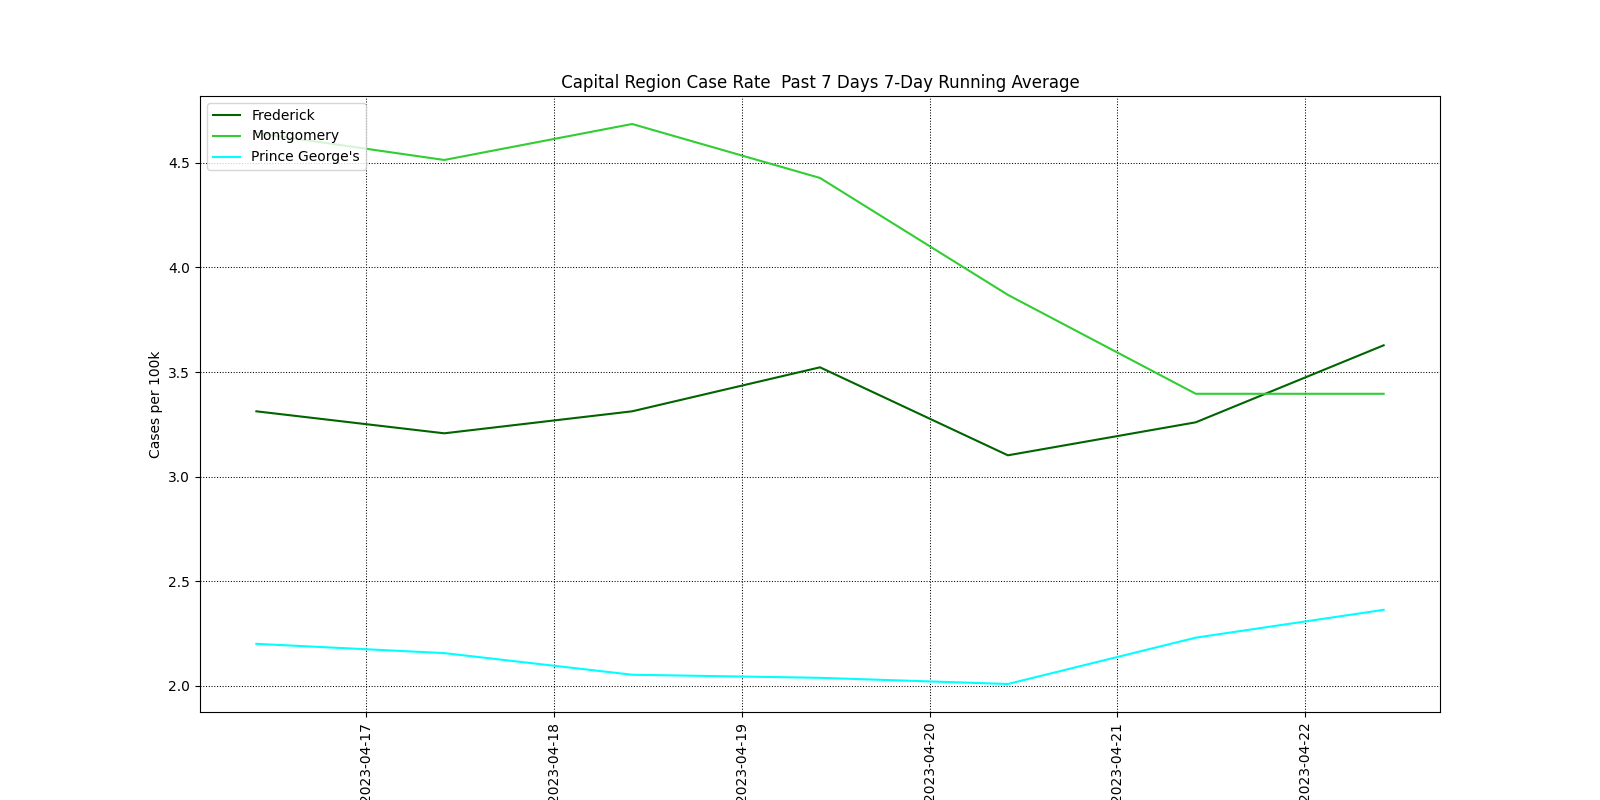 Capital Region Case Rate  Past 7 Days 7-Day Running Average
Frederick
Montgomery
Prince George's
Cases per 100k
4.5
4.0
3.5
3.0
2.5
2.0
2023-04-17
2023-04-18
2023-04-19
2023-04-20
2023-04-21
2023-04-22